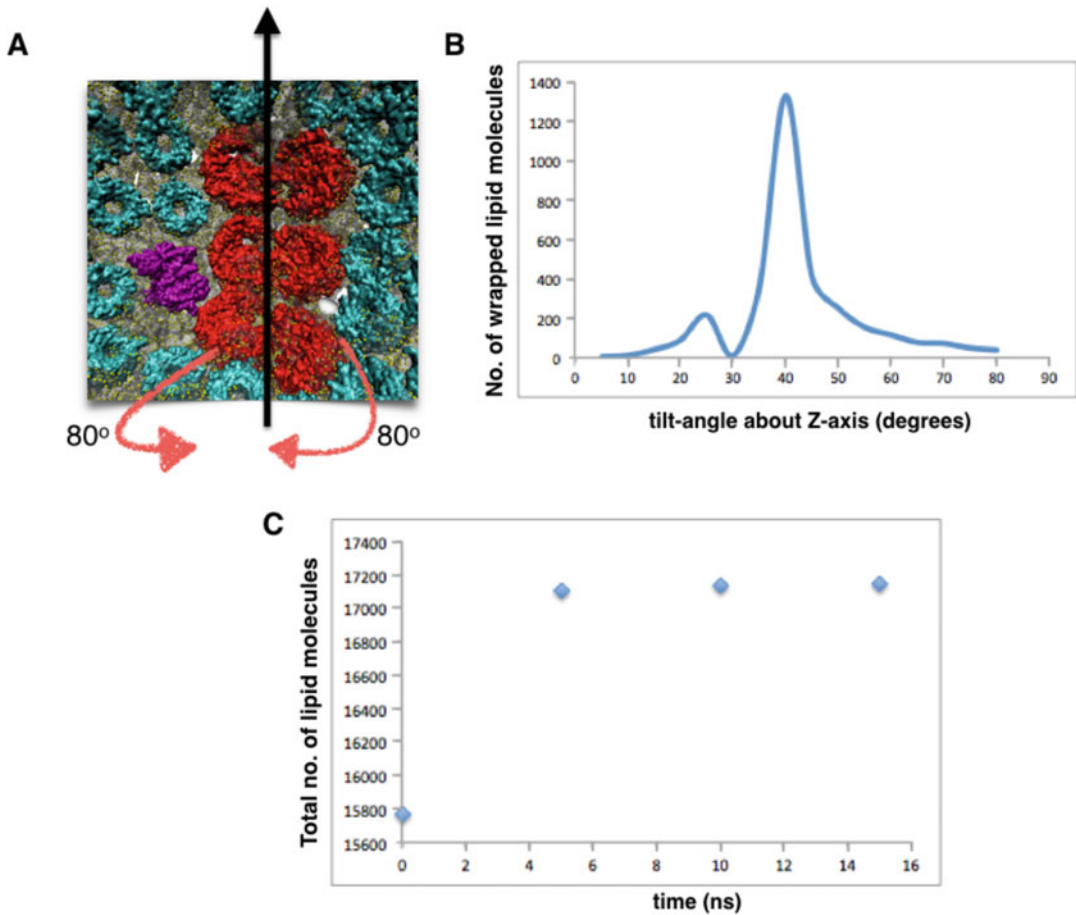 A
80o
80o
B
No. of wrapped lipid molecules
1400
1200
1000
800
600
400
200
0
0 10 20 30 40 50 60 70 80 90
tilt-angle about Z-axis (degrees)
C
Total no. of lipid molecules
17400
17200
17000
16800
16600
16400
16200
16000
15800
15600
0 2 4 6 8 10 12 14 16
time (ns)